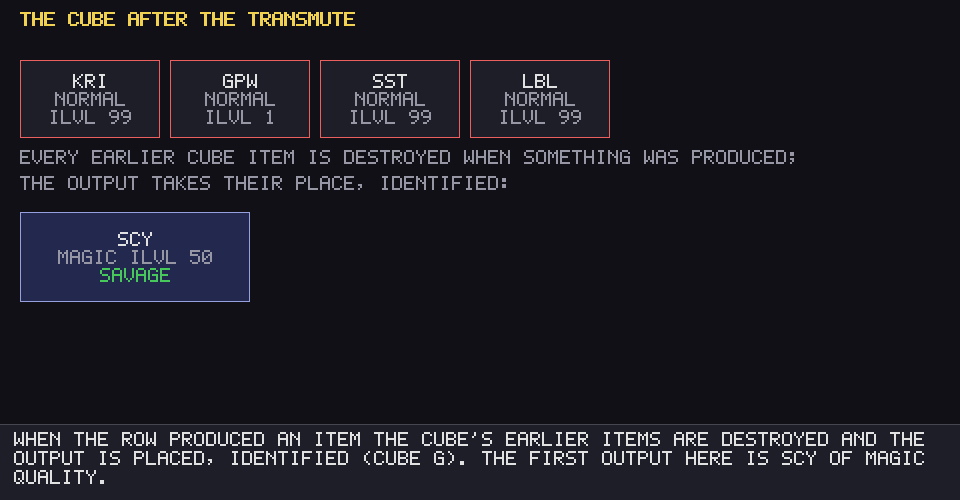 THE CUBE AFTER THE TRANSMUTE
KRI
NORMAL
ILVL 99
GPW
NORMAL
ILVL 1
SST
NORMAL
ILVL 99
LBL
NORMAL
ILVL 99
EVERY EARLIER CUBE ITEM IS DESTROYED WHEN SOMETHING WAS PRODUCED;
THE OUTPUT TAKES THEIR PLACE, IDENTIFIED:
SCY
MAGIC ILVL 50
SAVAGE
WHEN THE ROW PRODUCED AN ITEM THE CUBE'S EARLIER ITEMS ARE DESTROYED AND THE
OUTPUT IS PLACED, IDENTIFIED (CUBE G). THE FIRST OUTPUT HERE IS SCY OF MAGIC
QUALITY.